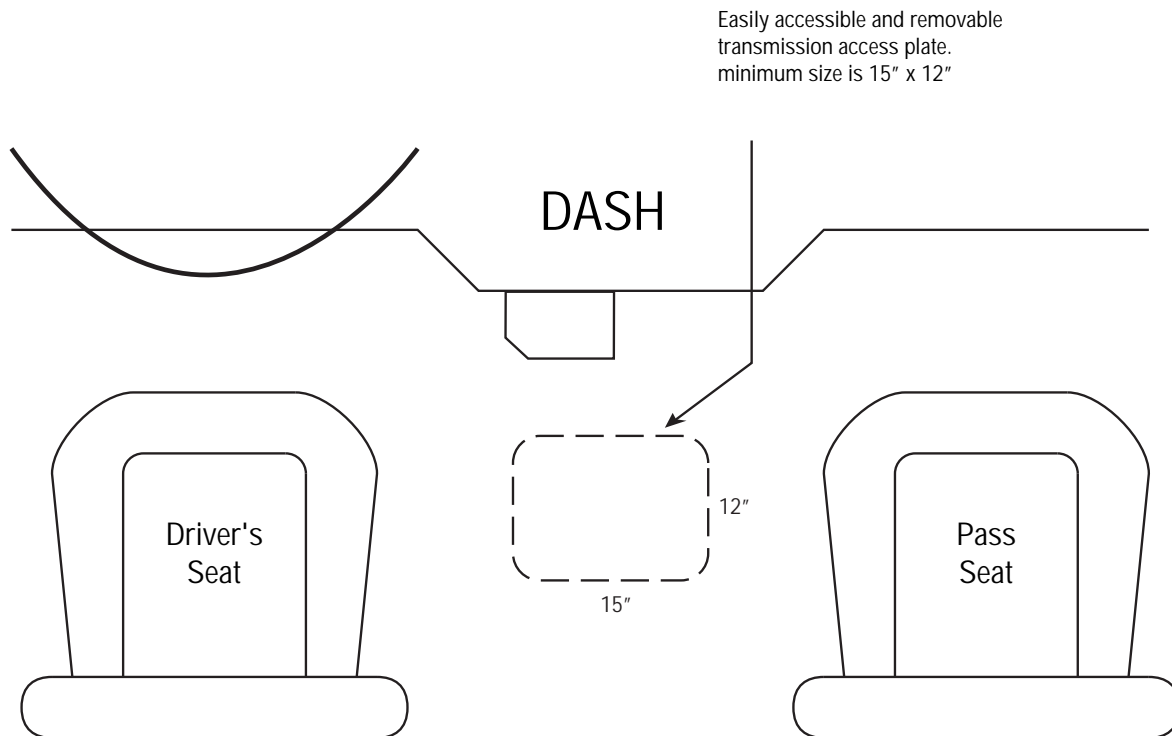 Easily accessible and removable
transmission access plate.
minimum size is 15" x 12"
DASH
12"
Driver's
Seat
Pass
Seat
15"